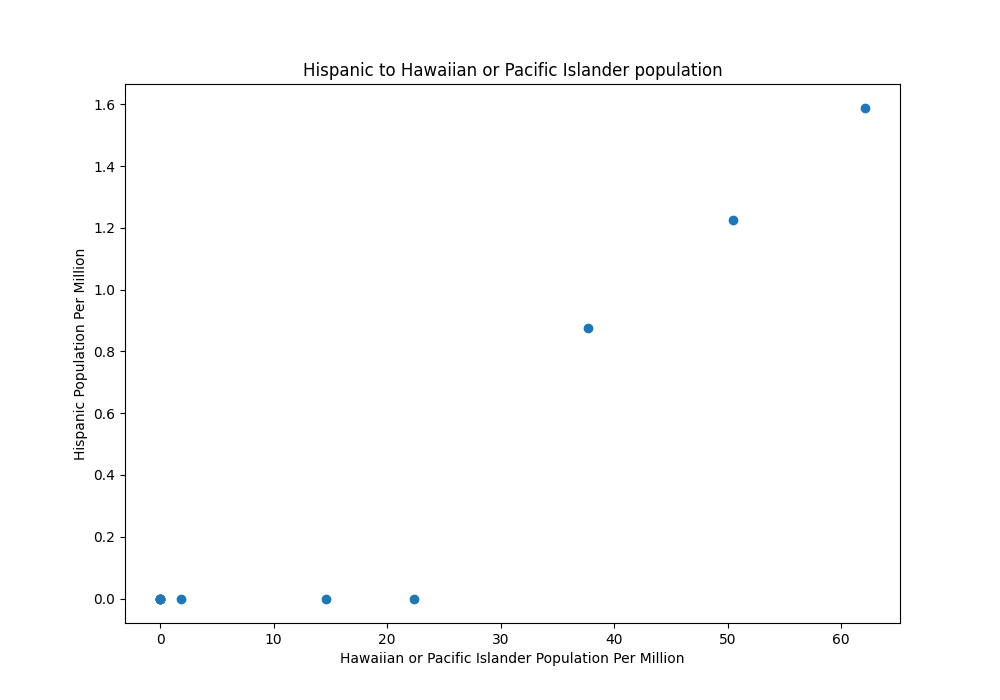 Hispanic to Hawaiian or Pacific Islander population
1.6
1.4
1.2
1.0
0.8
0.6
0.4
0.2
0.0
Hispanic Population Per Million
0 10 20 30 40 50 60
Hawaiian or Pacific Islander Population Per Million